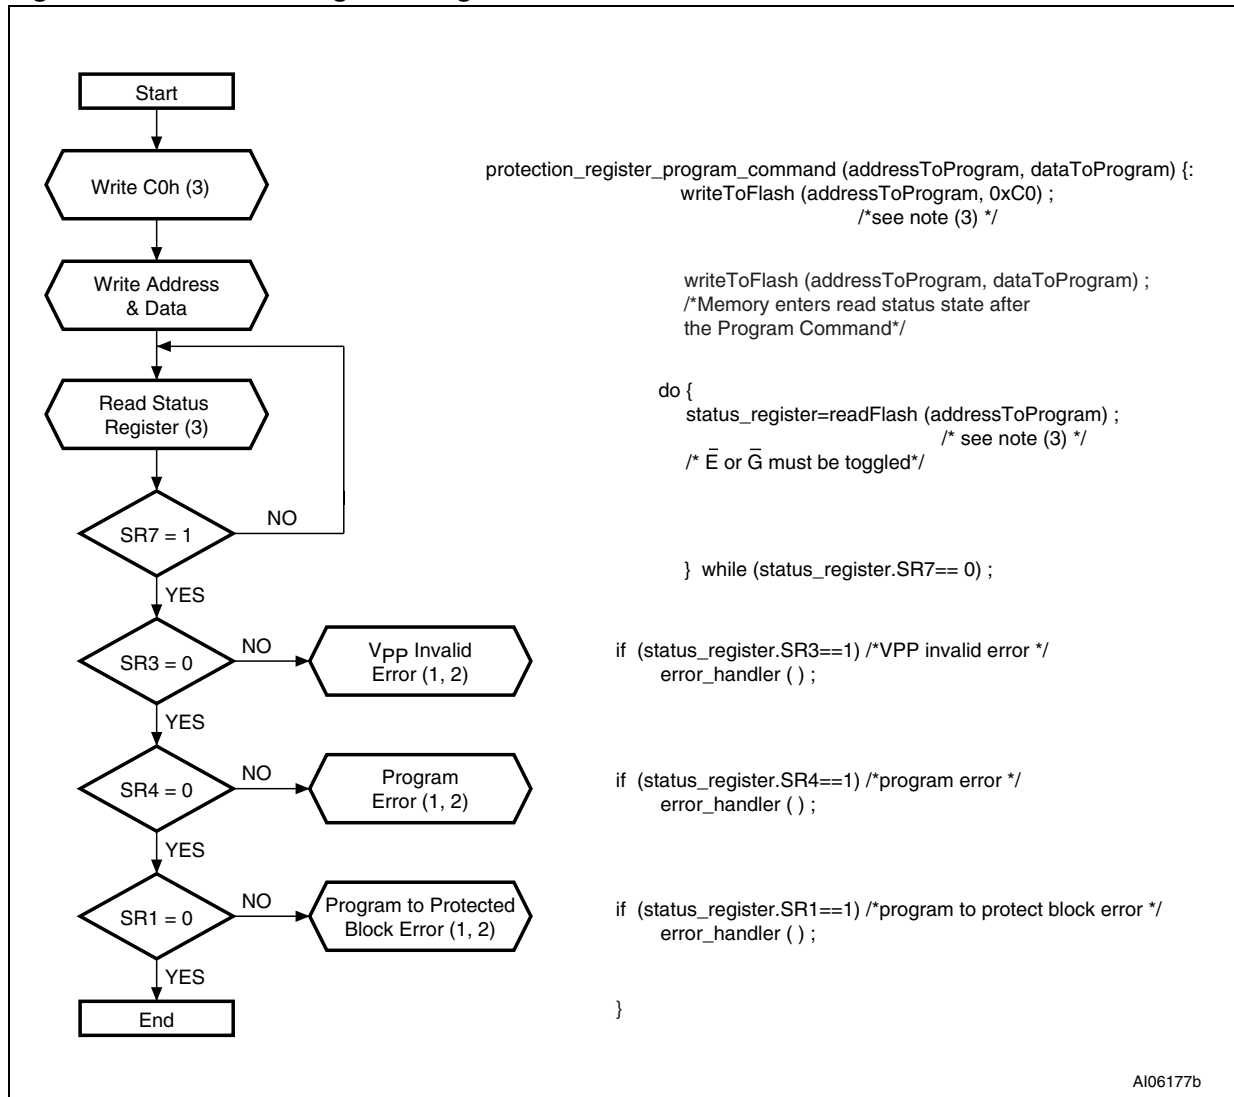 Start
Write C0h (3)
protection_register_program_command (addressToProgram, dataToProgram) {:
writeToFlash (addressToProgram, 0xC0) ;
/*see note (3) */
Write Address
& Data
writeToFlash (addressToProgram, dataToProgram) ;
/*Memory enters read status state after
the Program Command*/
Read Status
Register (3)
do {
status_register=readFlash (addressToProgram) ;
/* see note (3) */
/* E̅ or G̅ must be toggled*/
SR7 = 1
NO
} while (status_register.SR7== 0) ;
YES
SR3 = 0
NO
VPP Invalid
Error (1, 2)
if (status_register.SR3==1) /*VPP invalid error */
error_handler ( ) ;
YES
SR4 = 0
NO
Program
Error (1, 2)
if (status_register.SR4==1) /*program error */
error_handler ( ) ;
YES
SR1 = 0
NO
Program to Protected
Block Error (1, 2)
if (status_register.SR1==1) /*program to protect block error */
error_handler ( ) ;
YES
End
}
AI06177b